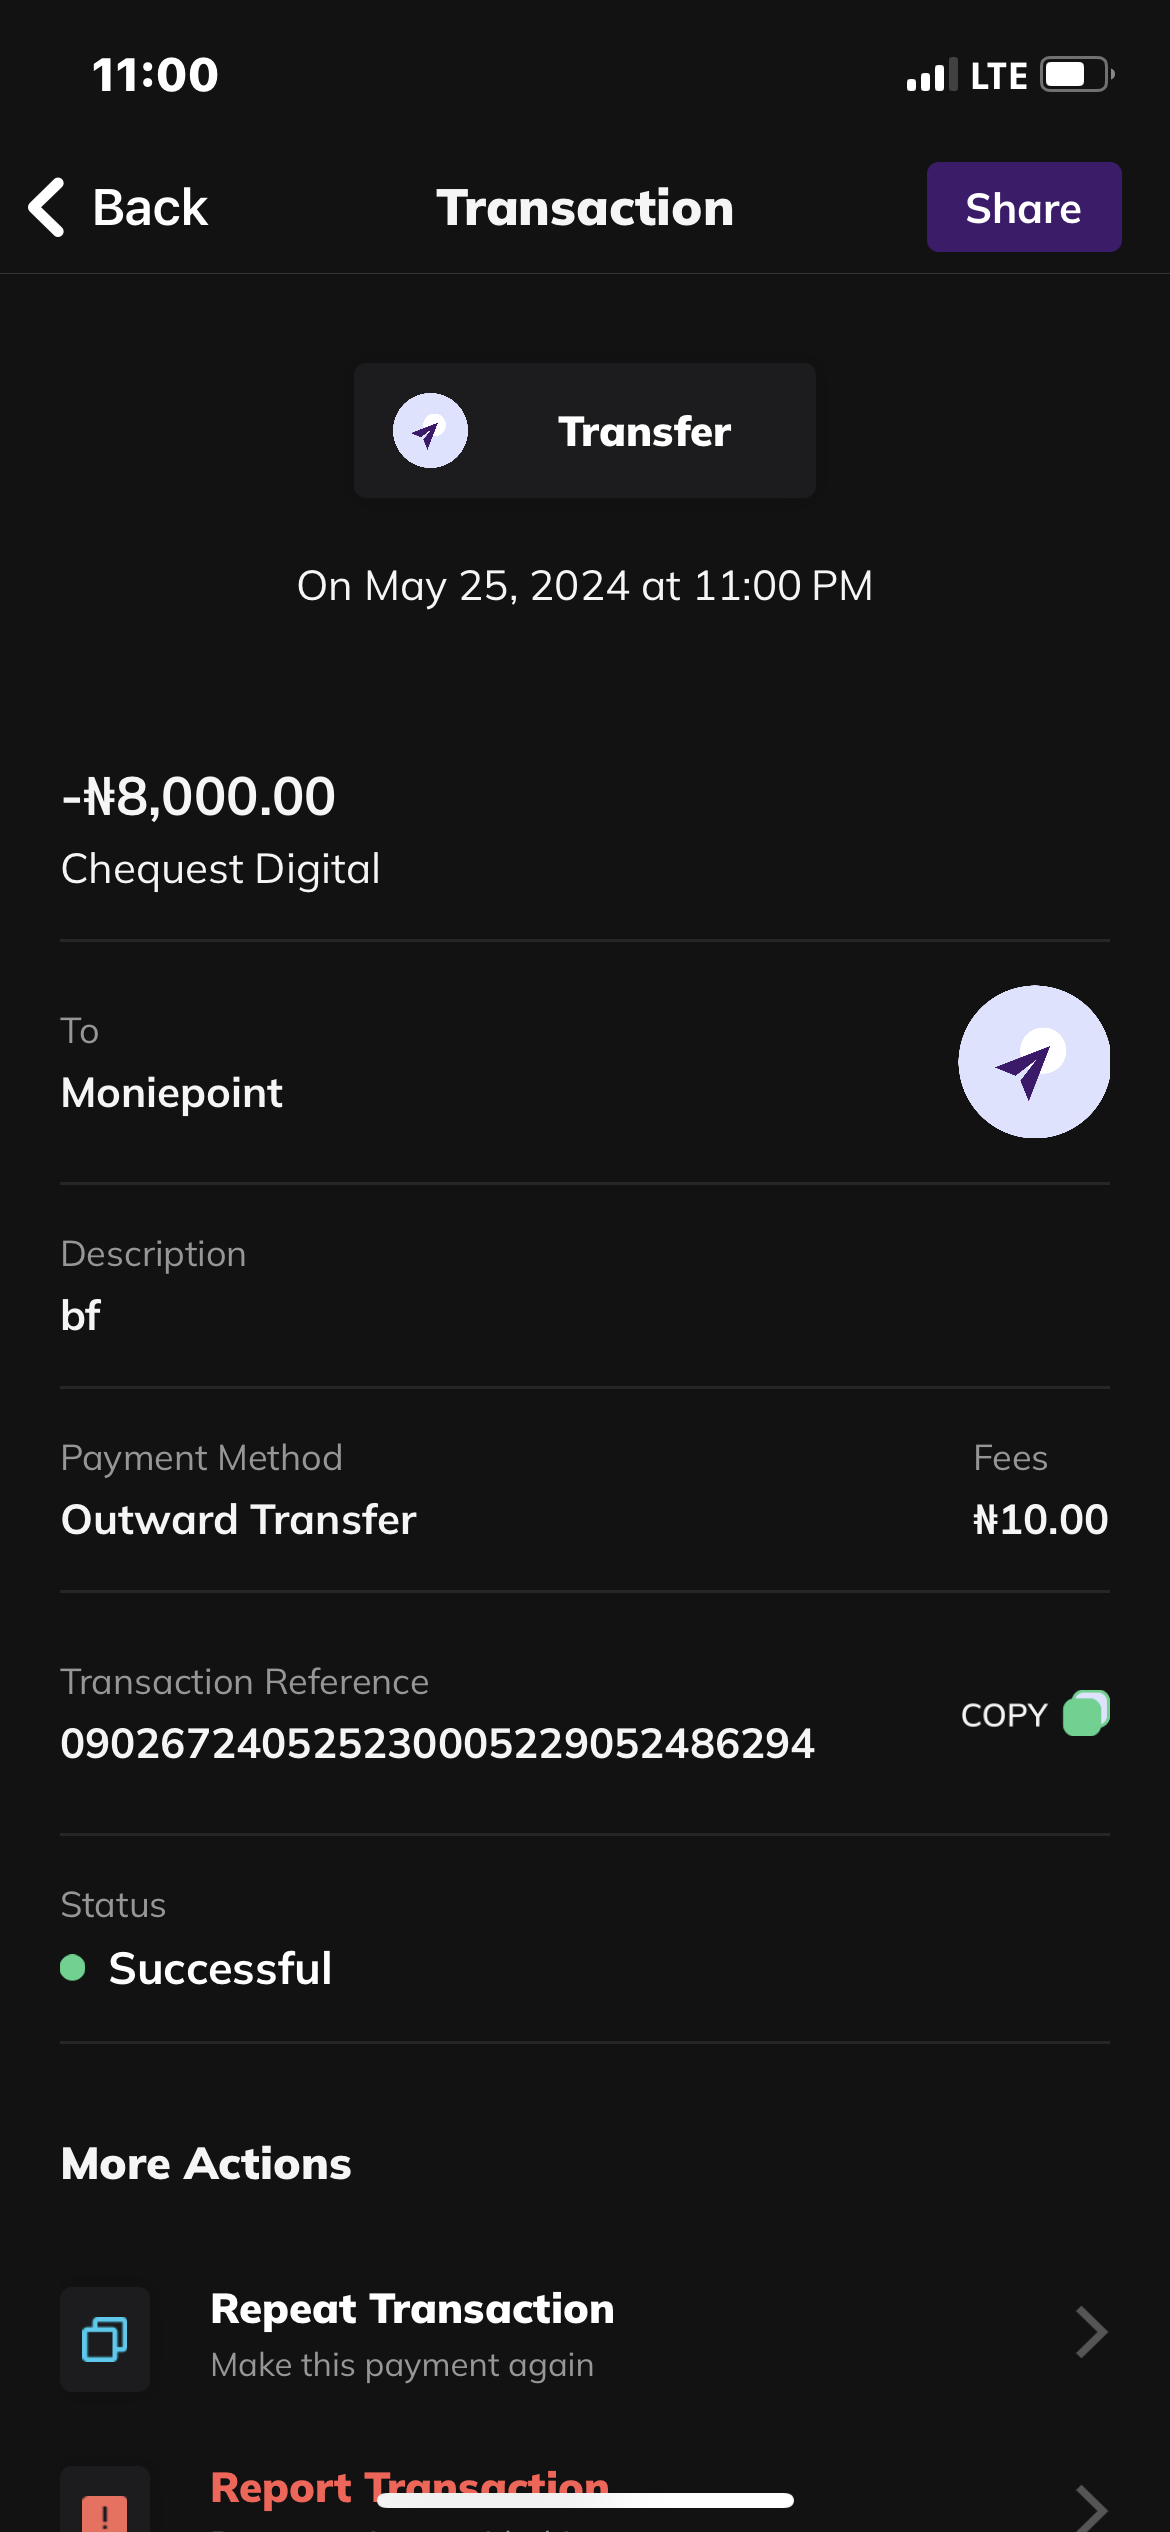 11:00
LTE
Back
Transaction
Share
Transfer
On May 25, 2024 at 11:00 PM
-₦8,000.00
Chequest Digital
To
Moniepoint
Description
bf
Payment Method
Fees
Outward Transfer
₦10.00
Transaction Reference
COPY
090267240525230005229052486294
Status
Successful
More Actions
Repeat Transaction
Make this payment again
Report Transaction